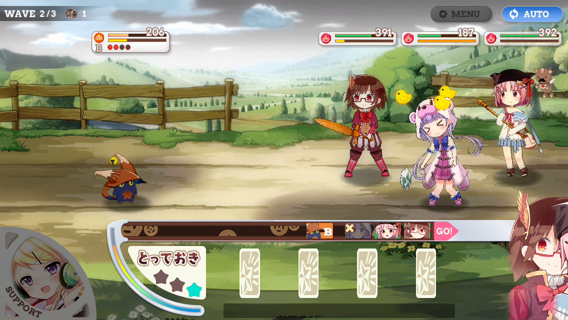 WAVE 2/3 1
MENU
AUTO
206
B
391
187
392
B
GO!
とっておき
SUPPORT